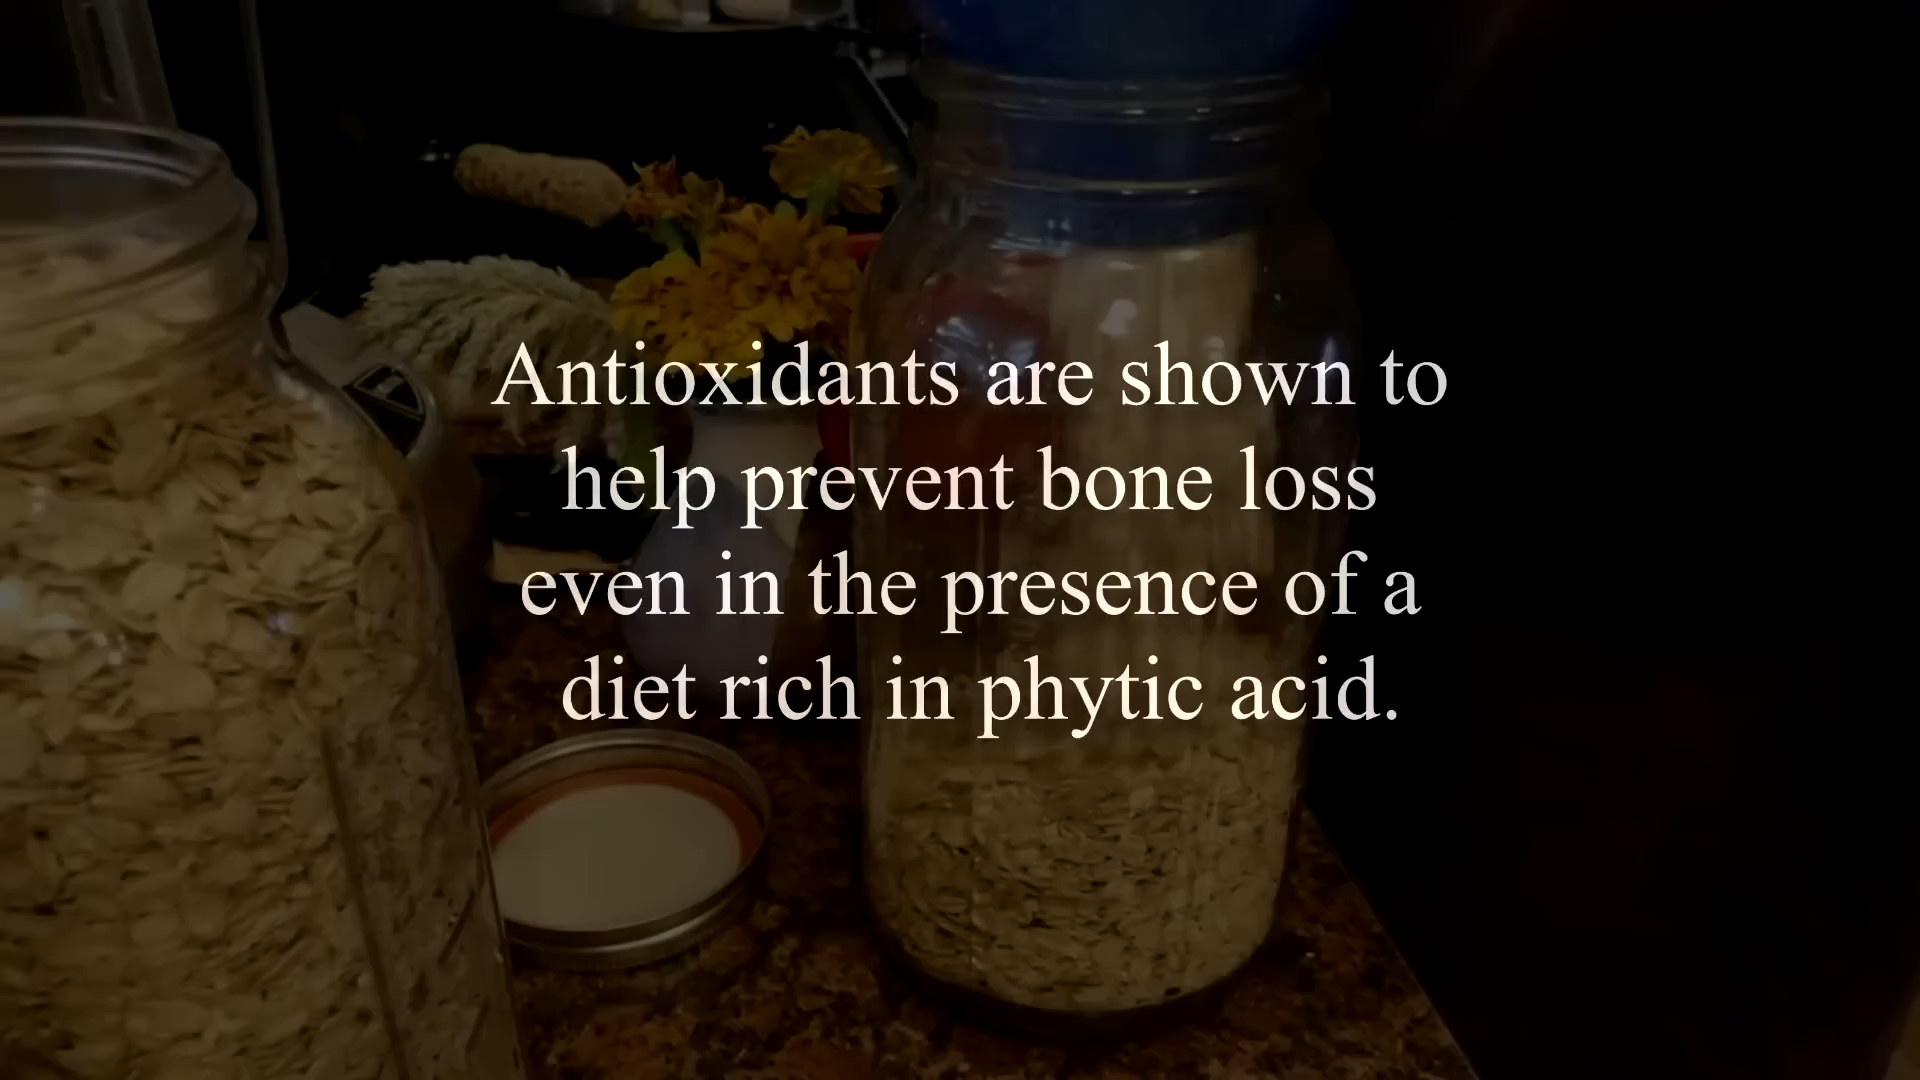 Antioxidants are shown to
help prevent bone loss
even in the presence of a
diet rich in phytic acid.